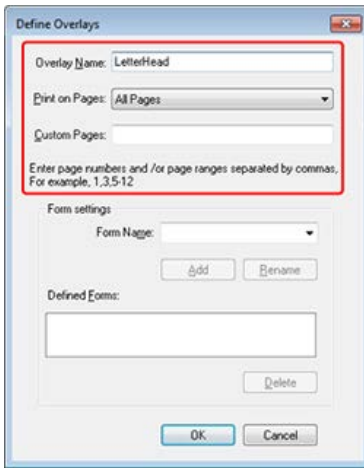 Define Overlays
Overlay Name: LetterHead
Print on Pages: All Pages
Custom Pages:
Enter page numbers and /or page ranges separated by commas,
For example, 1,3,5-12
Form settings
Form Name:
Add Rename
Defined Forms:
Delete
OK Cancel